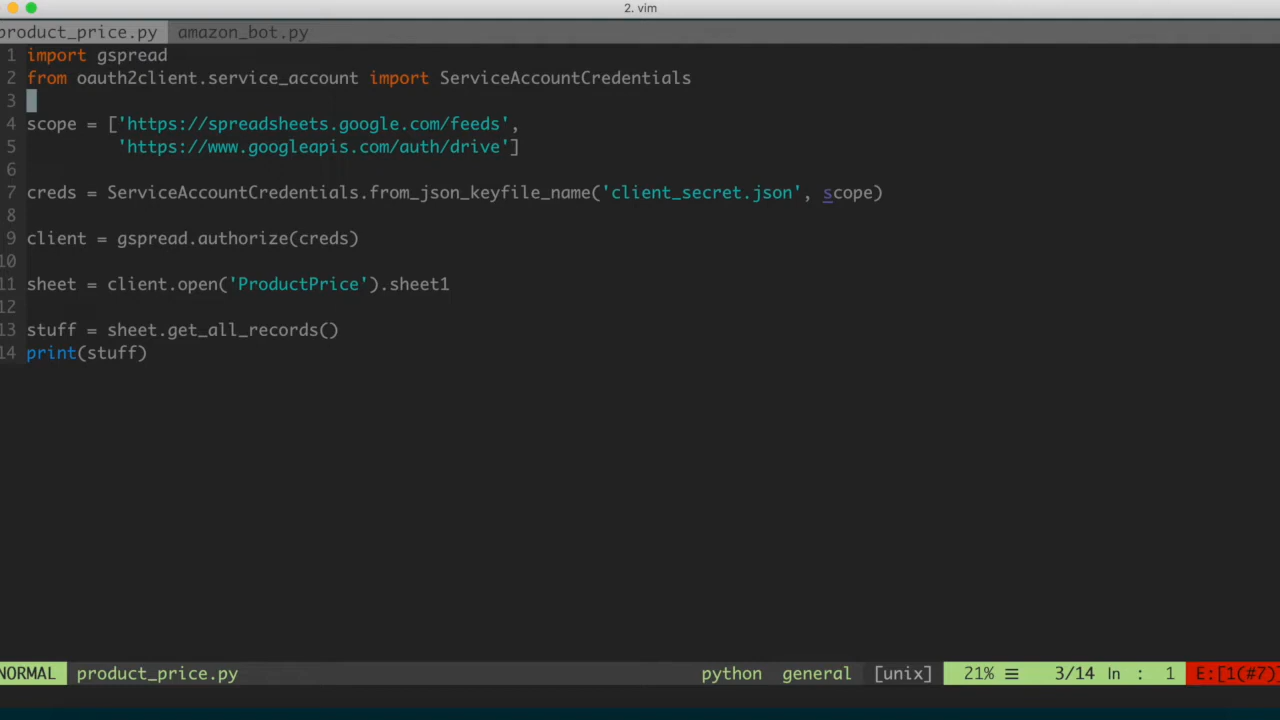 2. vim
product_price.py amazon_bot.py
1 import gspread
2 from oauth2client.service_account import ServiceAccountCredentials
3
4 scope = ['https://spreadsheets.google.com/feeds',
5 'https://www.googleapis.com/auth/drive']
6
7 creds = ServiceAccountCredentials.from_json_keyfile_name('client_secret.json', scope)
8
9 client = gspread.authorize(creds)
10
11 sheet = client.open('ProductPrice').sheet1
12
13 stuff = sheet.get_all_records()
14 print(stuff)
NORMAL product_price.py python general [unix] 21% ☰ 3/14 ln : 1 E:[1(#7)]